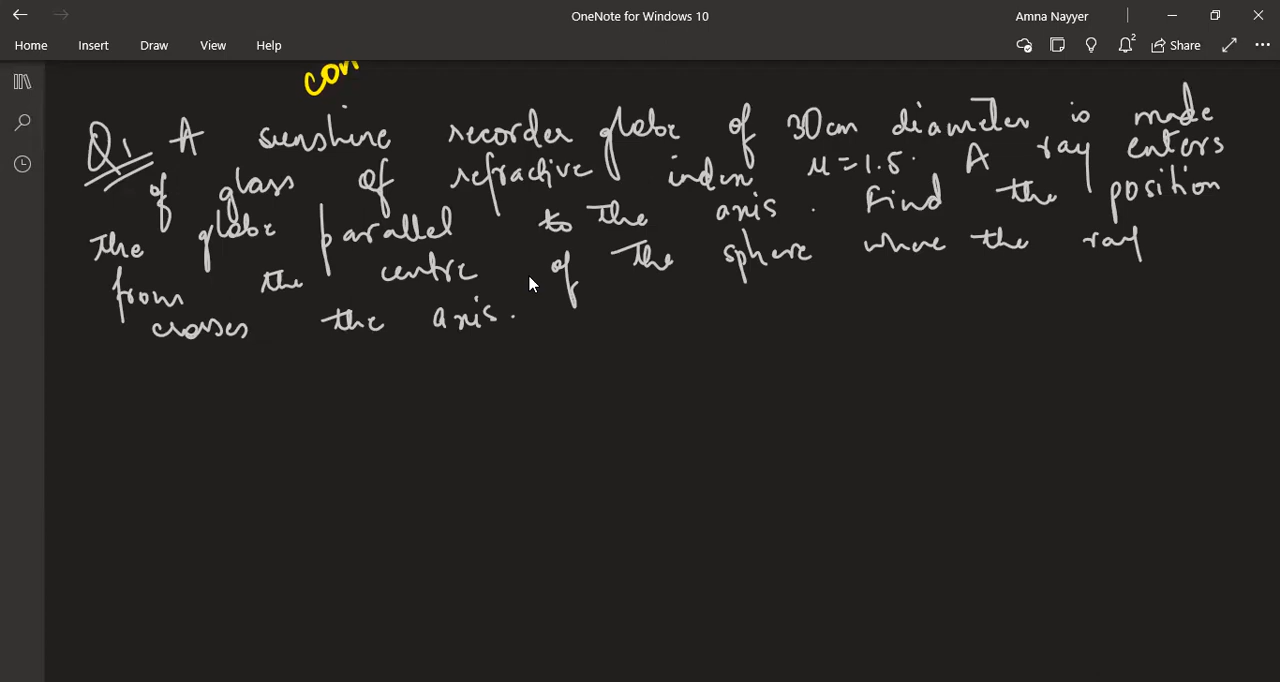 OneNote for Windows 10
Amna Nayyer
Home Insert Draw View Help
2 Share
con
Q1 A sunshine recorder globe of 30cm diameter is made
of glass of refractive index μ = 1.5. A ray enters
the globe parallel to the axis. Find the position
from the centre of the sphere where the ray
crosses the axis.